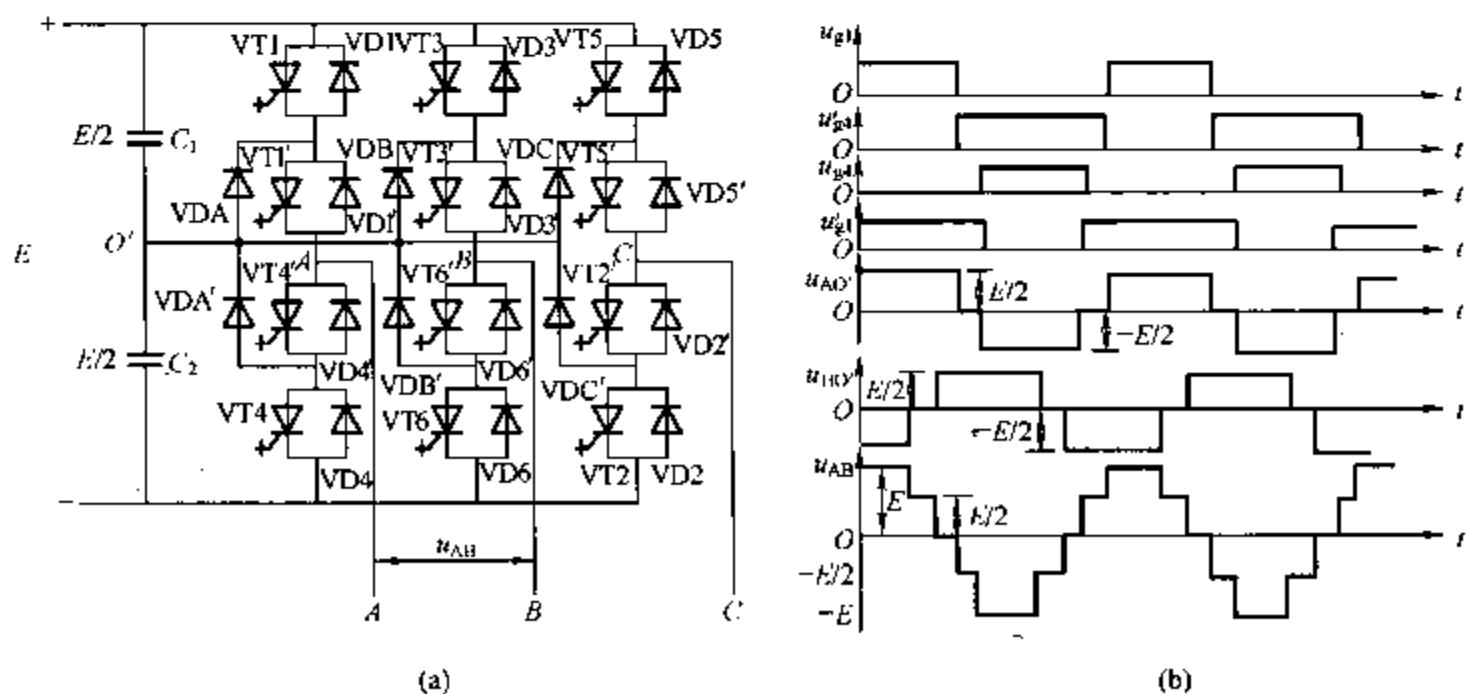 +
VT1 VD1 VT3 VD3 VT5 VD5
E/2 C1
VT1′ VDB VT3′ VDC VT5′
VDA VD1′ VD3′ VD5′
E O′ A B C
VT4′ VT6′ VT2′
VDA′
E/2 C2
VD4′ VD6′ VD2′
VDB′ VDC′
VT4 VT6
VD4 VD6 VT2 VD2
−
uAB
A B C
(a)
ug1
O t
u′g4
O t
ug4
O t
u′g1
O t
uAO′
E/2
O t
−E/2
uBO′
E/2
O t
−E/2
uAB
E E/2
O t
−E/2
−E
(b)